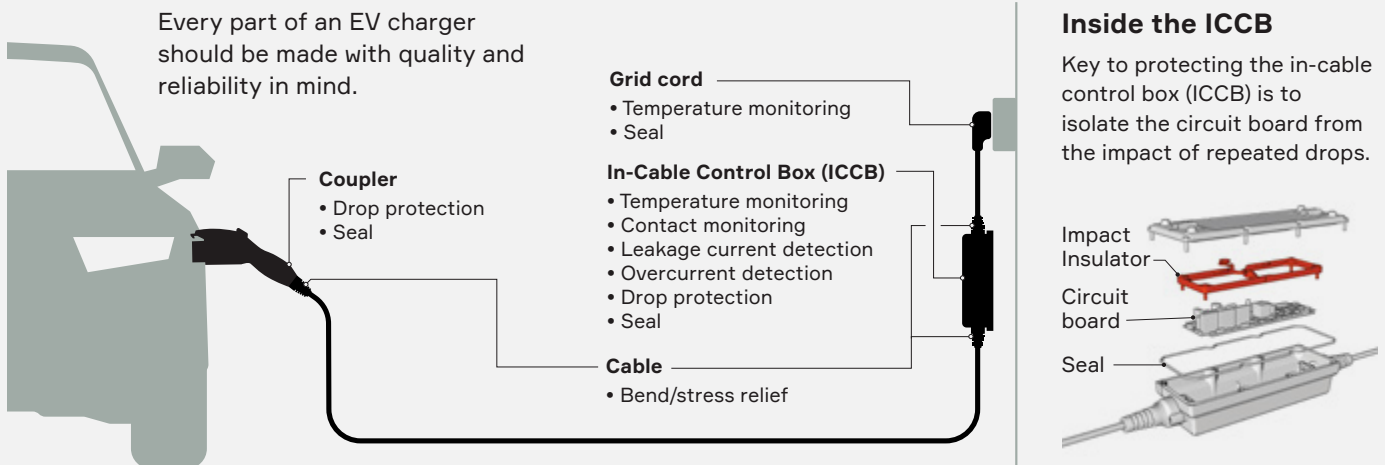 Every part of an EV charger
should be made with quality and
reliability in mind.
Coupler
• Drop protection
• Seal
Grid cord
• Temperature monitoring
• Seal
In-Cable Control Box (ICCB)
• Temperature monitoring
• Contact monitoring
• Leakage current detection
• Overcurrent detection
• Drop protection
• Seal
Cable
• Bend/stress relief
Inside the ICCB
Key to protecting the in-cable
control box (ICCB) is to
isolate the circuit board from
the impact of repeated drops.
Impact
Insulator
Circuit
board
Seal